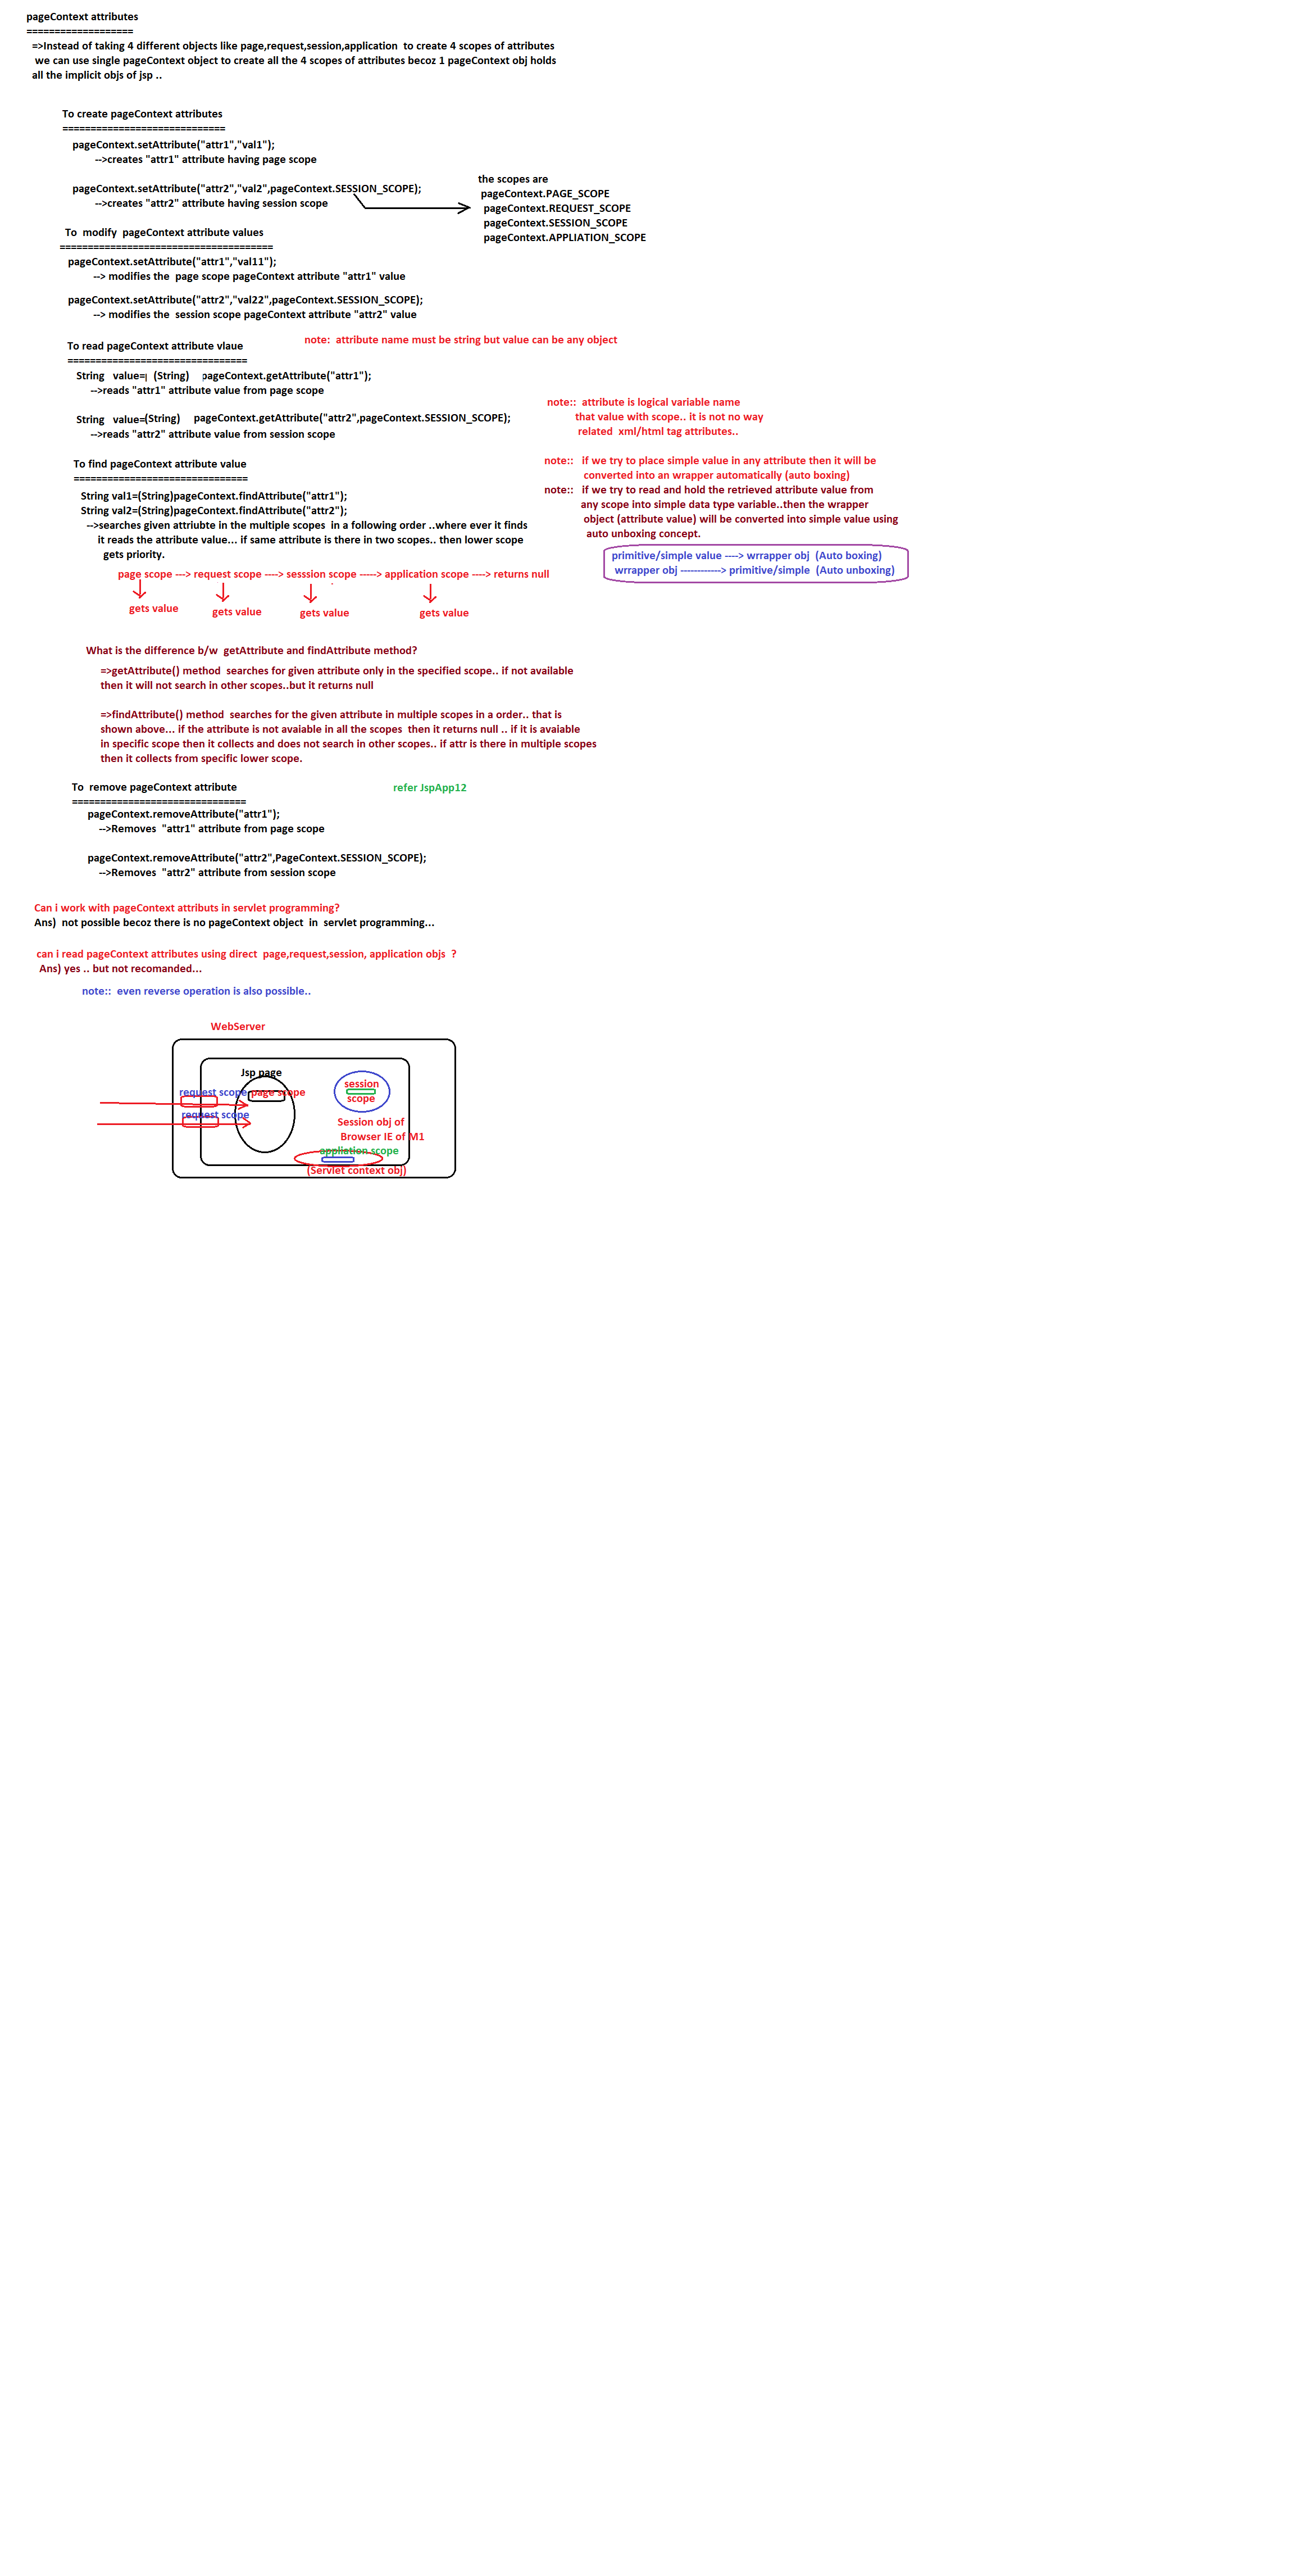 pageContext attributes
===================
=>Instead of taking 4 different objects like page,request,session,application to create 4 scopes of attributes
we can use single pageContext object to create all the 4 scopes of attributes becoz 1 pageContext obj holds
all the implicit objs of jsp ..
To create pageContext attributes
=============================
pageContext.setAttribute("attr1","val1");
-->creates "attr1" attribute having page scope
pageContext.setAttribute("attr2","val2",pageContext.SESSION_SCOPE);
-->creates "attr2" attribute having session scope
the scopes are
pageContext.PAGE_SCOPE
pageContext.REQUEST_SCOPE
pageContext.SESSION_SCOPE
pageContext.APPLIATION_SCOPE
To modify pageContext attribute values
======================================
pageContext.setAttribute("attr1","val11");
--> modifies the page scope pageContext attribute "attr1" value
pageContext.setAttribute("attr2","val22",pageContext.SESSION_SCOPE);
--> modifies the session scope pageContext attribute "attr2" value
note: attribute name must be string but value can be any object
To read pageContext attribute vlaue
================================
String value= (String) pageContext.getAttribute("attr1");
-->reads "attr1" attribute value from page scope
String value=(String) pageContext.getAttribute("attr2",pageContext.SESSION_SCOPE);
-->reads "attr2" attribute value from session scope
note:: attribute is logical variable name
that value with scope.. it is not no way
related xml/html tag attributes..
note:: if we try to place simple value in any attribute then it will be
converted into an wrapper automatically (auto boxing)
note:: if we try to read and hold the retrieved attribute value from
any scope into simple data type variable..then the wrapper
object (attribute value) will be converted into simple value using
auto unboxing concept.
primitive/simple value ----> wrrapper obj (Auto boxing)
wrrapper obj ------------> primitive/simple (Auto unboxing)
To find pageContext attribute value
===============================
String val1=(String)pageContext.findAttribute("attr1");
String val2=(String)pageContext.findAttribute("attr2");
-->searches given attriubte in the multiple scopes in a following order ..where ever it finds
it reads the attribute value... if same attribute is there in two scopes.. then lower scope
gets priority.
page scope ---> request scope ----> sesssion scope -----> application scope ----> returns null
gets value gets value gets value gets value
What is the difference b/w getAttribute and findAttribute method?
=>getAttribute() method searches for given attribute only in the specified scope.. if not available
then it will not search in other scopes..but it returns null
=>findAttribute() method searches for the given attribute in multiple scopes in a order.. that is
shown above... if the attribute is not avaiable in all the scopes then it returns null .. if it is avaiable
in specific scope then it collects and does not search in other scopes.. if attr is there in multiple scopes
then it collects from specific lower scope.
To remove pageContext attribute
===============================
refer JspApp12
pageContext.removeAttribute("attr1");
-->Removes "attr1" attribute from page scope
pageContext.removeAttribute("attr2",PageContext.SESSION_SCOPE);
-->Removes "attr2" attribute from session scope
Can i work with pageContext attributs in servlet programming?
Ans) not possible becoz there is no pageContext object in servlet programming...
can i read pageContext attributes using direct page,request,session, application objs ?
Ans) yes .. but not recomanded...
note:: even reverse operation is also possible..
WebServer
Jsp page
request scope page scope
request scope
session
scope
Session obj of
Browser IE of M1
appliation scope
(Servlet context obj)